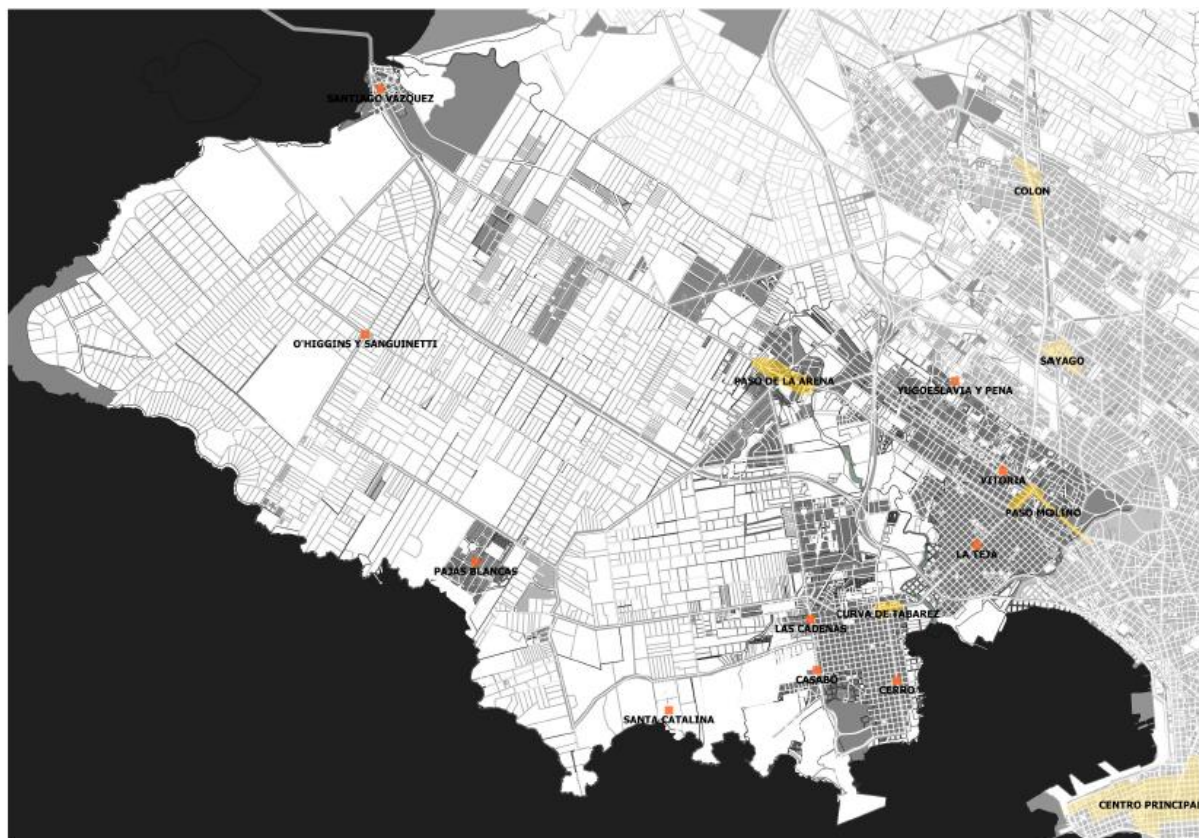 SANTIAGO VAZQUEZ
COLON
O'HIGGINS Y SANGUINETTI
SAYAGO
PASO DE LA ARENA
YUGOESLAVIA Y PENA
VITORIA
PASO MOLINO
LA TEJA
PAJAS BLANCAS
CURVA DE TABAREZ
LAS CADENAS
CASABÓ
CERRO
SANTA CATALINA
CENTRO PRINCIPAL